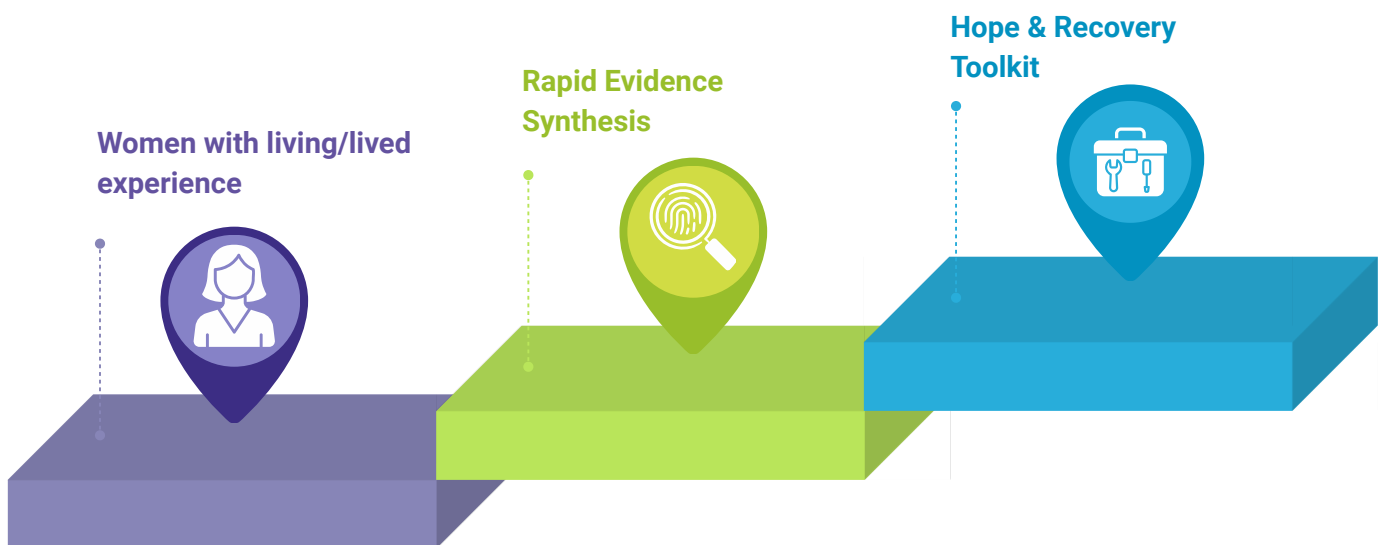 Hope & Recovery
Toolkit
Rapid Evidence
Synthesis
Women with living/lived
experience